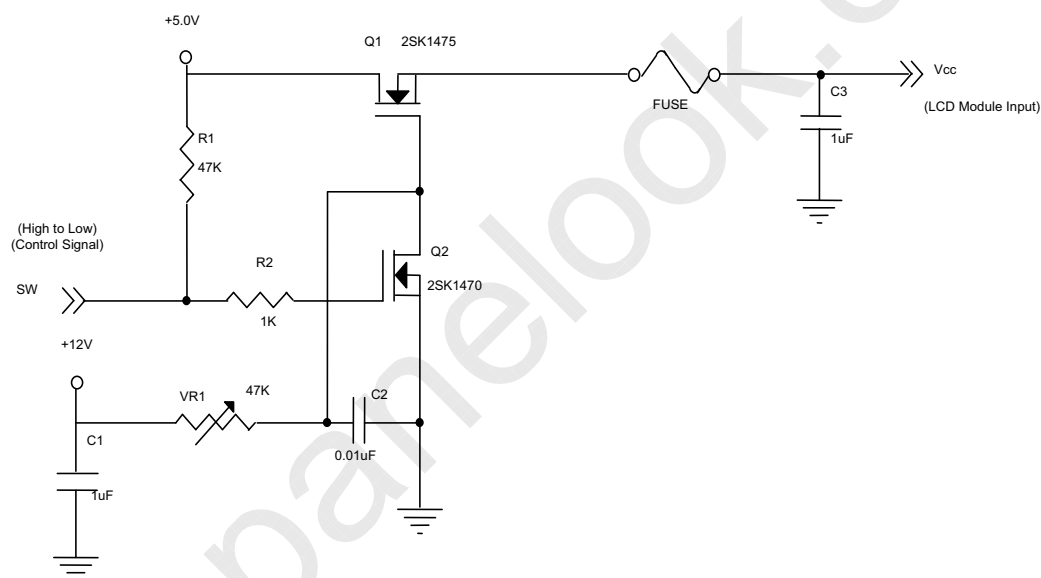 +5.0V
Q1 2SK1475
Vcc
C3
FUSE
(LCD Module Input)
R1
1uF
47K
(High to Low)
(Control Signal)
Q2
R2
SW
2SK1470
1K
+12V
47K
VR1
C2
C1
0.01uF
1uF
panelook.c